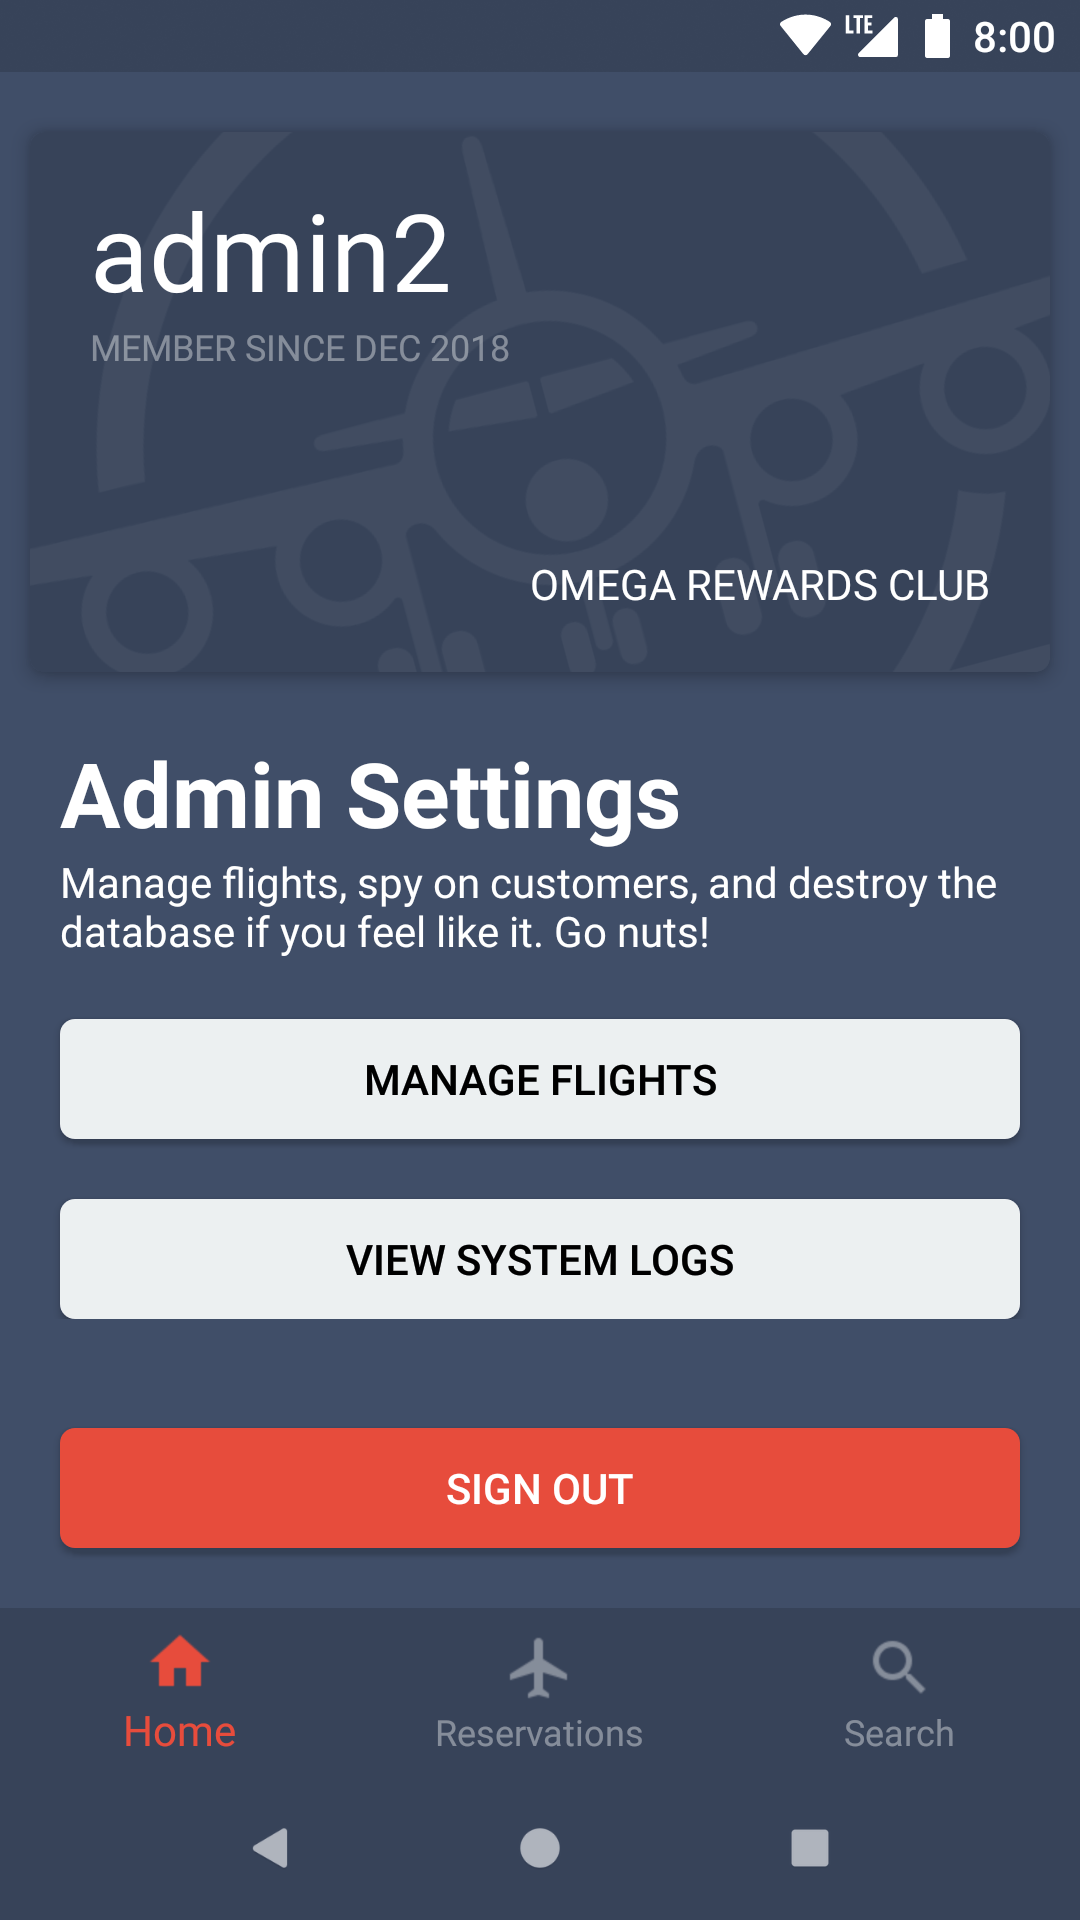 LTE 8:00
admin2
MEMBER SINCE DEC 2018
OMEGA REWARDS CLUB
Admin Settings
Manage flights, spy on customers, and destroy the
database if you feel like it. Go nuts!
MANAGE FLIGHTS
VIEW SYSTEM LOGS
SIGN OUT
Home Reservations Search